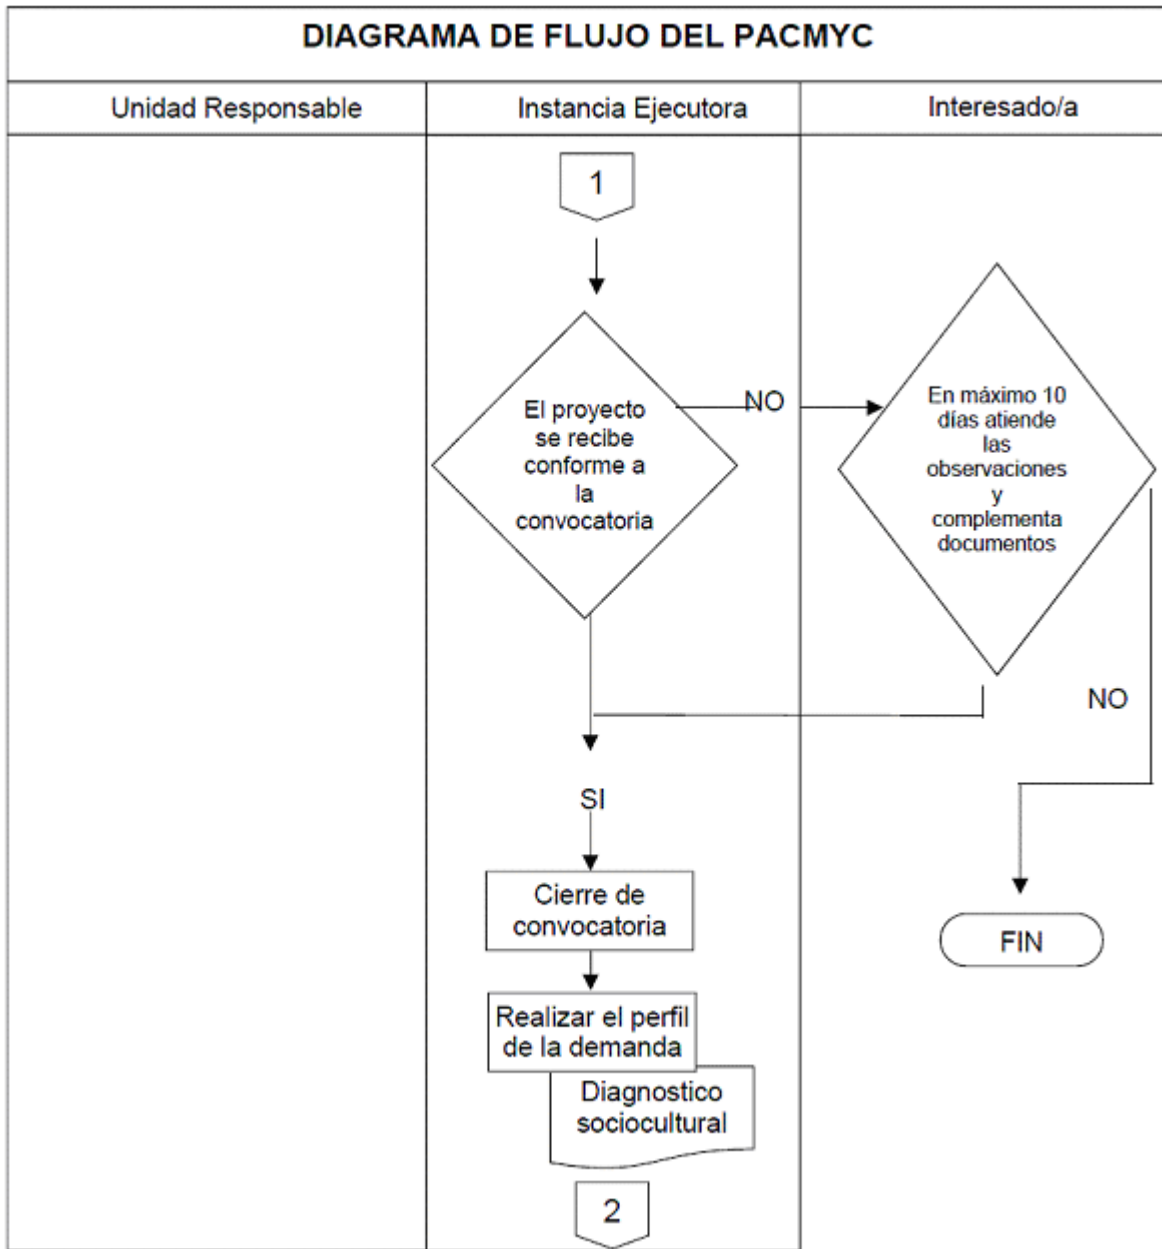 DIAGRAMA DE FLUJO DEL PACMYC
Unidad Responsable
Instancia Ejecutora
Interesado/a
1
El proyecto
se recibe
conforme a
la
convocatoria
NO
En máximo 10
días atiende
las
observaciones
y
complementa
documentos
NO
SI
Cierre de
convocatoria
FIN
Realizar el perfil
de la demanda
Diagnostico
sociocultural
2